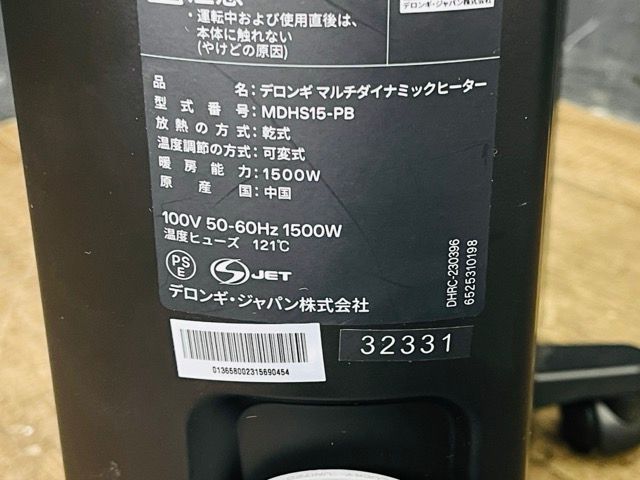 ・運転中および使用直後は、
本体に触れない
(やけどの原因)
デロンギ・ジャパン株式会社
品名：デロンギ マルチダイナミックヒーター
型式番号：MDHS15-PB
放熱の方式：乾式
温度調節の方式：可変式
暖房能力：1500W
原産国：中国
100V 50-60Hz 1500W
温度ヒューズ 121℃
PS
E
JET
デロンギ・ジャパン株式会社
DHRC-230396
6525310198
32331
013658002315690454